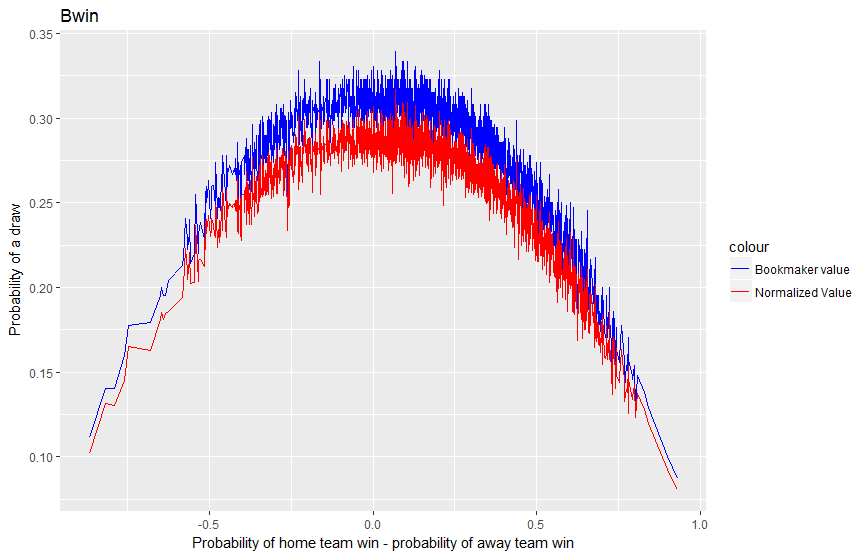 Bwin
0.35
0.30
0.25
0.20
0.15
0.10
Probability of a draw
-0.5
0.0
0.5
1.0
Probability of home team win - probability of away team win
colour
Bookmaker value
Normalized Value